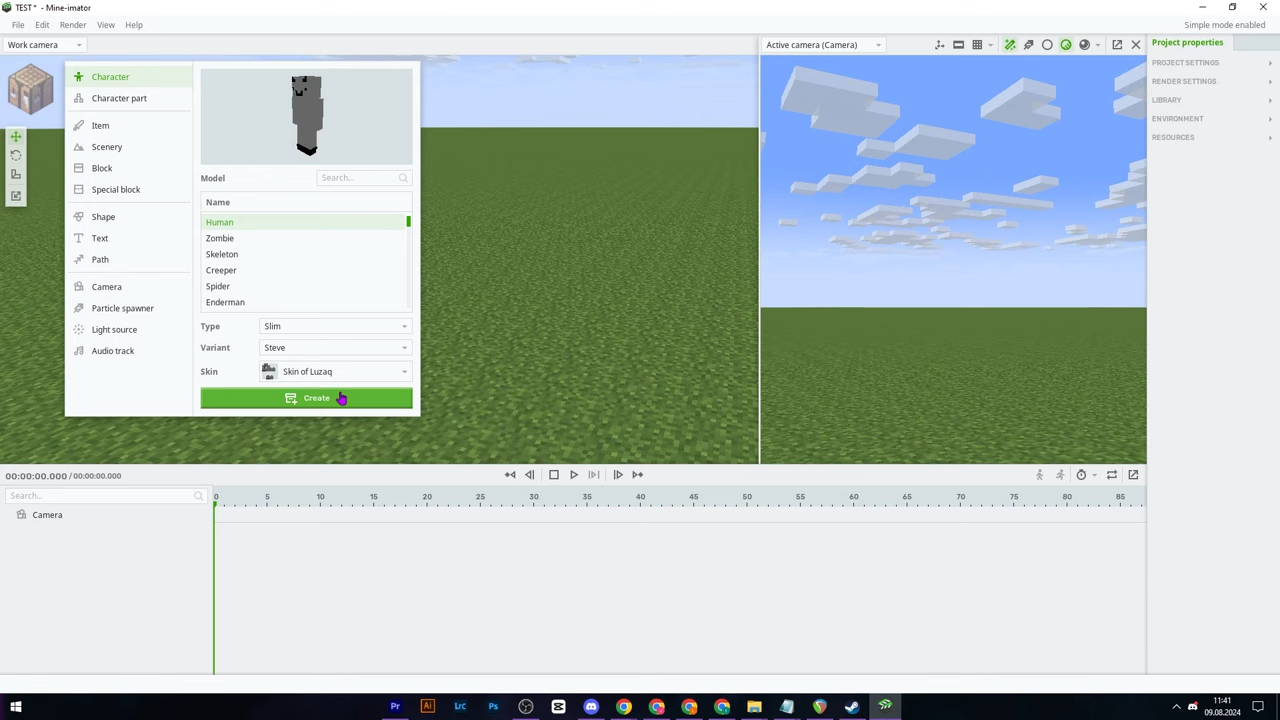 TEST * - Mine-imator
File Edit Render View Help
Simple mode enabled
Work camera
Active camera (Camera)
Project properties
PROJECT SETTINGS
RENDER SETTINGS
LIBRARY
ENVIRONMENT
RESOURCES
Character
Character part
Item
Scenery
Block
Special block
Shape
Text
Path
Camera
Particle spawner
Light source
Audio track
Model Search...
Name
Human
Zombie
Skeleton
Creeper
Spider
Enderman
Type Slim
Variant Steve
Skin Skin of Luzaq
Create
00:00:00.000 / 00:00:00.000
Search...
0 5 10 15 20 25 30 35 40 45 50 55 60 65 70 75 80 85
Camera
Pr Ai Lrc Ps
11:41
09.08.2024